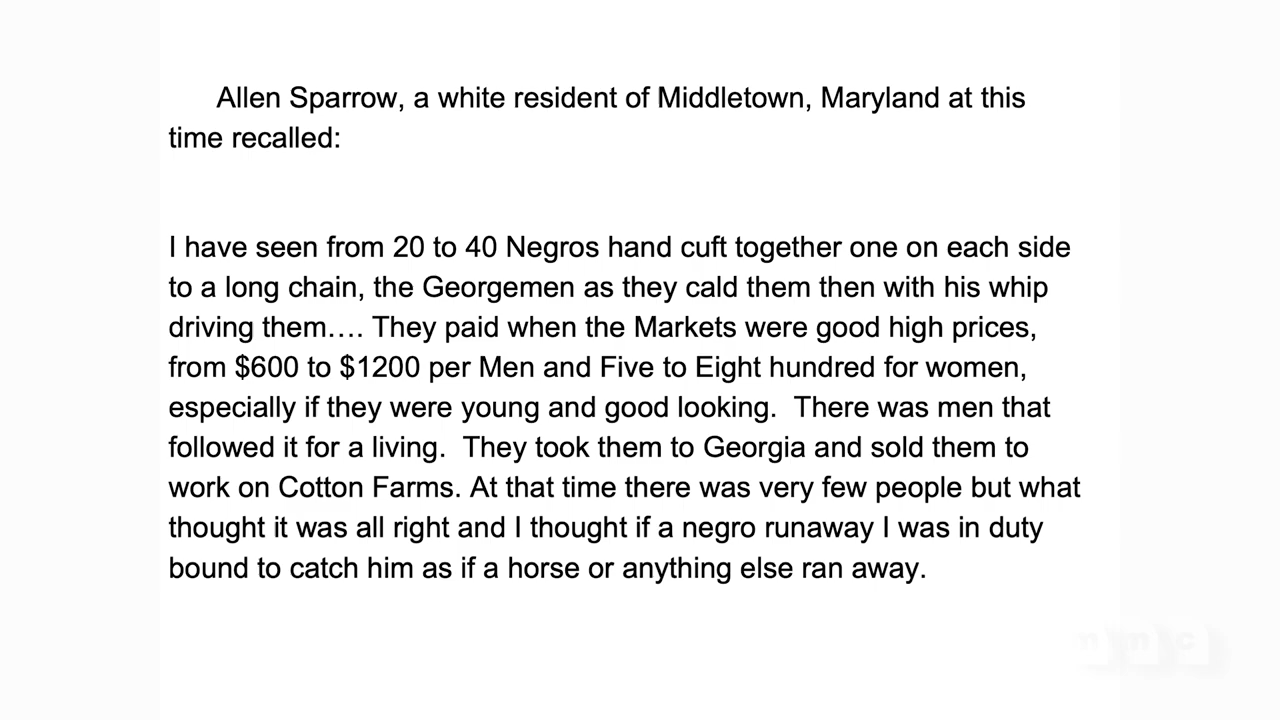 Allen Sparrow, a white resident of Middletown, Maryland at this
time recalled:
I have seen from 20 to 40 Negros hand cuft together one on each side
to a long chain, the Georgemen as they cald them then with his whip
driving them…. They paid when the Markets were good high prices,
from $600 to $1200 per Men and Five to Eight hundred for women,
especially if they were young and good looking.  There was men that
followed it for a living.  They took them to Georgia and sold them to
work on Cotton Farms. At that time there was very few people but what
thought it was all right and I thought if a negro runaway I was in duty
bound to catch him as if a horse or anything else ran away.